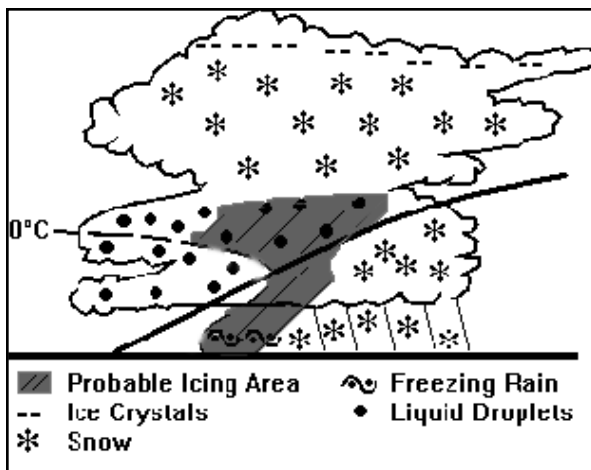 0°C
Probable Icing Area
Freezing Rain
Ice Crystals
Liquid Droplets
Snow